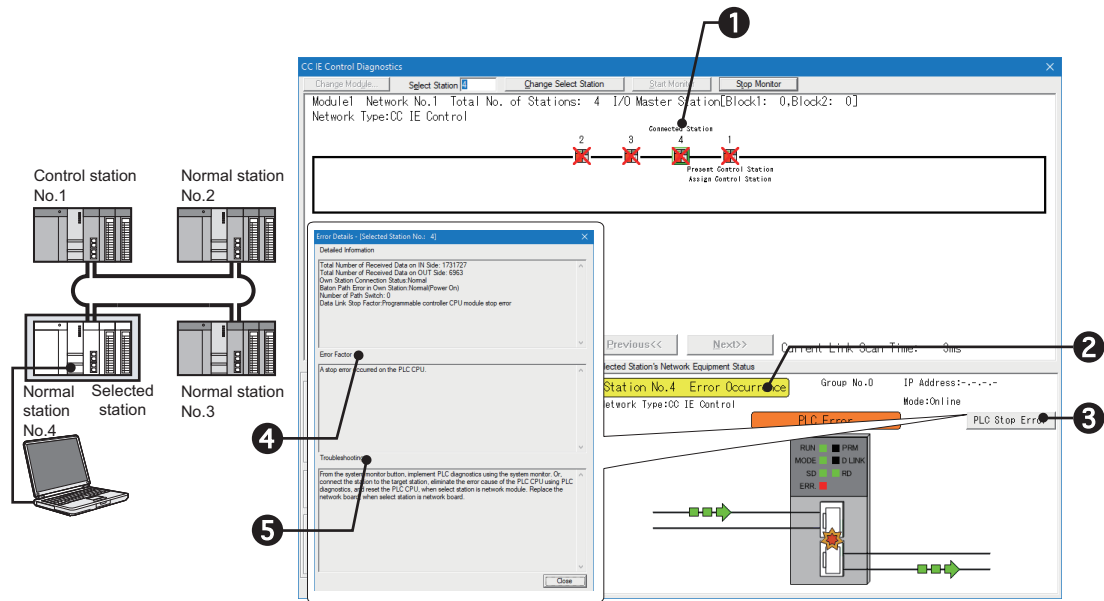 1
CC IE Control Diagnostics
Change Module...
Select Station 4
Change Select Station
Start Monitor
Stop Monitor
Module1 Network No.1 Total No. of Stations: 4 I/O Master Station[Block1: 0,Block2: 0]
Network Type:CC IE Control
Connected Station
2 3 4 1
Present Control Station
Assign Control Station
Control station
No.1
Normal station
No.2
Normal
station
No.4
Selected
station
Normal station
No.3
Error Details - [Selected Station No.: 4]
Detailed Information
Total Number of Received Data on IN Side: 1731727
Total Number of Received Data on OUT Side: 6963
Own Station Connection Status:Normal
Baton Path Error in Own Station:Normal(Power On)
Number of Path Switch: 0
Data Link Stop Factor:Programmable controller CPU module stop error
Error Factor
A stop error occurred on the PLC CPU.
Troubleshooting
From the system monitor button, implement PLC diagnostics using the system monitor. Or,
connect the station to the target station, eliminate the error cause of the PLC CPU using PLC
diagnostics, and reset the PLC CPU, when select station is network module. Replace the
network board when select station is network board.
Close
4
5
Previous<<
Next>>
Current Link Scan Time: 0ms
2
lected Station's Network Equipment Status
Station No.4 Error Occurrence
Group No.0
IP Address:-.-.-.-
etwork Type:CC IE Control
Mode:Online
PLC Error
PLC Stop Error
3
RUN PRM
MODE D LINK
SD RD
ERR.